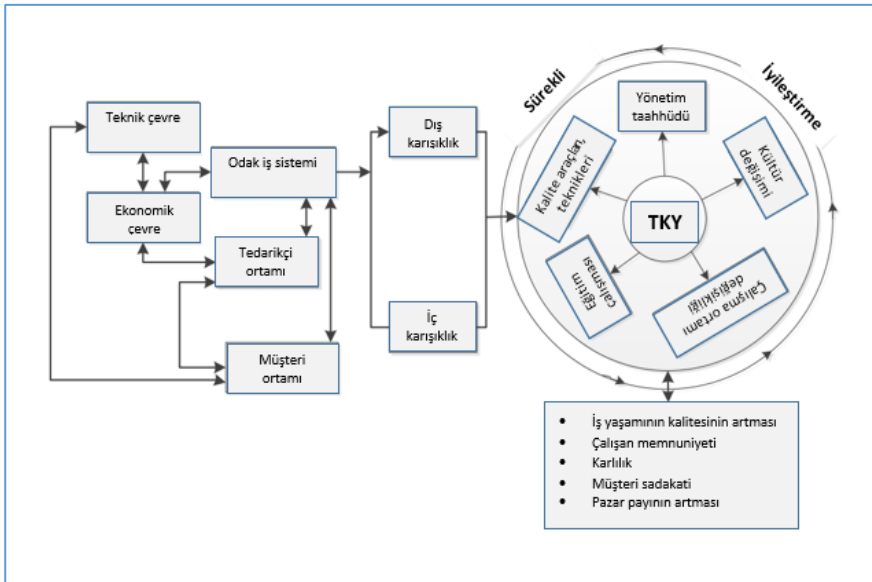 Teknik çevre
Odak iş sistemi
Ekonomik
çevre
Tedarikçi
ortamı
Müşteri
ortamı
Dış
karışıklık
İç
karışıklık
Sürekli
İyileştirme
Yönetim
taahhüdü
Kalite araçları,
teknikleri
Kültür
değişimi
TKY
Eğitim
çalışması
Çalışma ortamı
değişikliği
• İş yaşamının kalitesinin artması
• Çalışan memnuniyeti
• Karlılık
• Müşteri sadakati
• Pazar payının artması